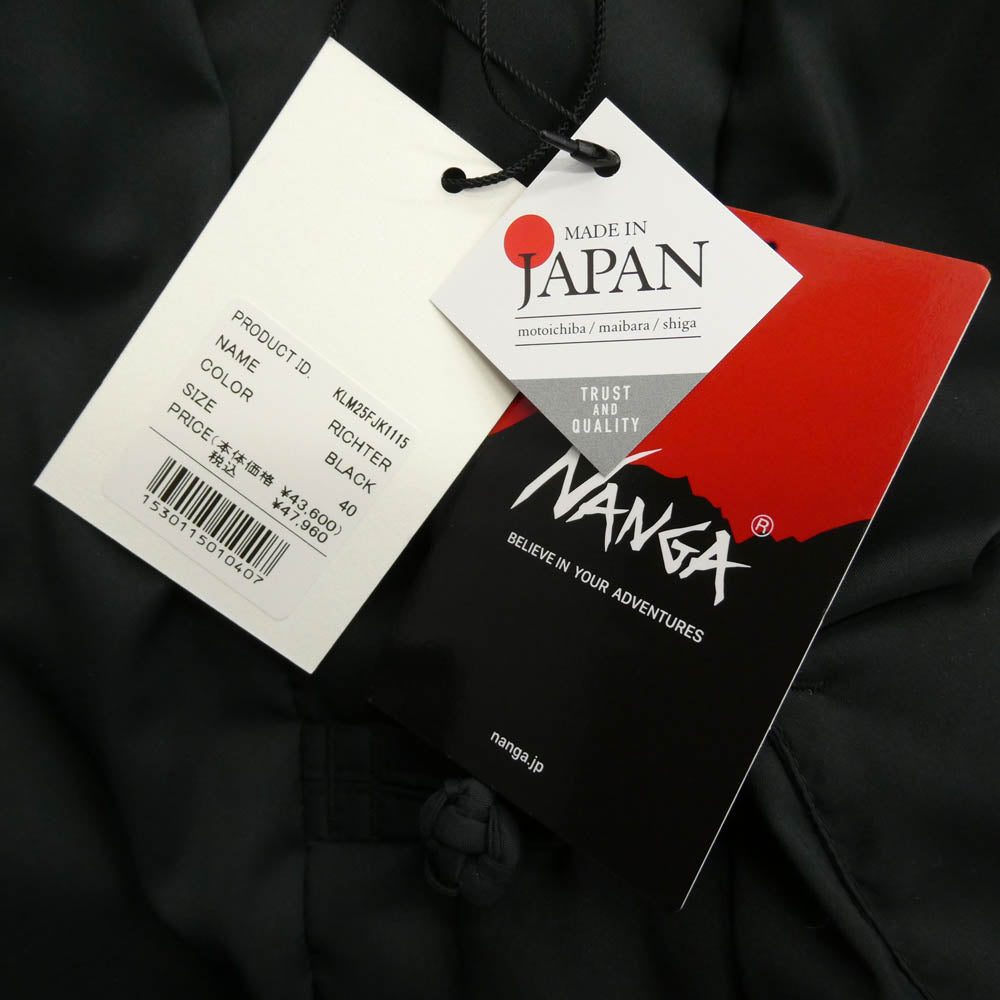 PRODUCT ID. KLM25FJK1115
NAME RICHTER
COLOR BLACK
SIZE 40
PRICE(本体価格 ¥43,600)
税込 ¥47,960
1530115010407
MADE IN
JAPAN
motoichiba / maibara / shiga
TRUST
AND
QUALITY
NANGA®
BELIEVE IN YOUR ADVENTURES
nanga.jp